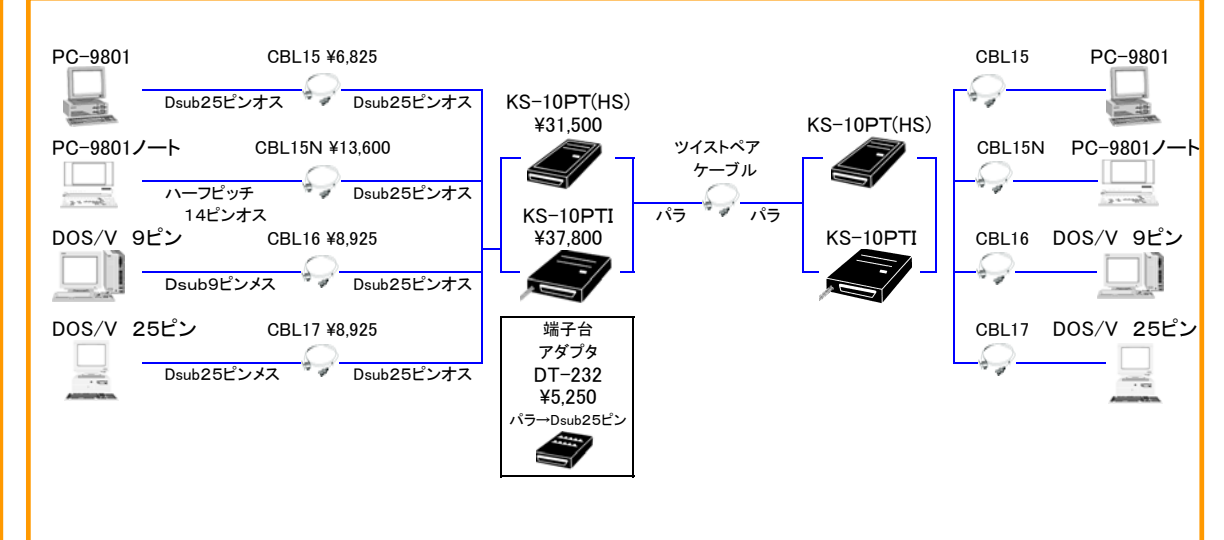 PC-9801
CBL15 ¥6,825
Dsub25ピンオス
Dsub25ピンオス
PC-9801ノート
CBL15N ¥13,600
ハーフピッチ
14ピンオス
Dsub25ピンオス
DOS/V 9ピン
CBL16 ¥8,925
Dsub9ピンメス
Dsub25ピンオス
DOS/V 25ピン
CBL17 ¥8,925
Dsub25ピンメス
Dsub25ピンオス
KS-10PT(HS)
¥31,500
KS-10PTI
¥37,800
端子台
アダプタ
DT-232
¥5,250
パラ→Dsub25ピン
ツイストペア
ケーブル
パラ
パラ
KS-10PT(HS)
KS-10PTI
CBL15
PC-9801
CBL15N
PC-9801ノート
CBL16
DOS/V 9ピン
CBL17
DOS/V 25ピン